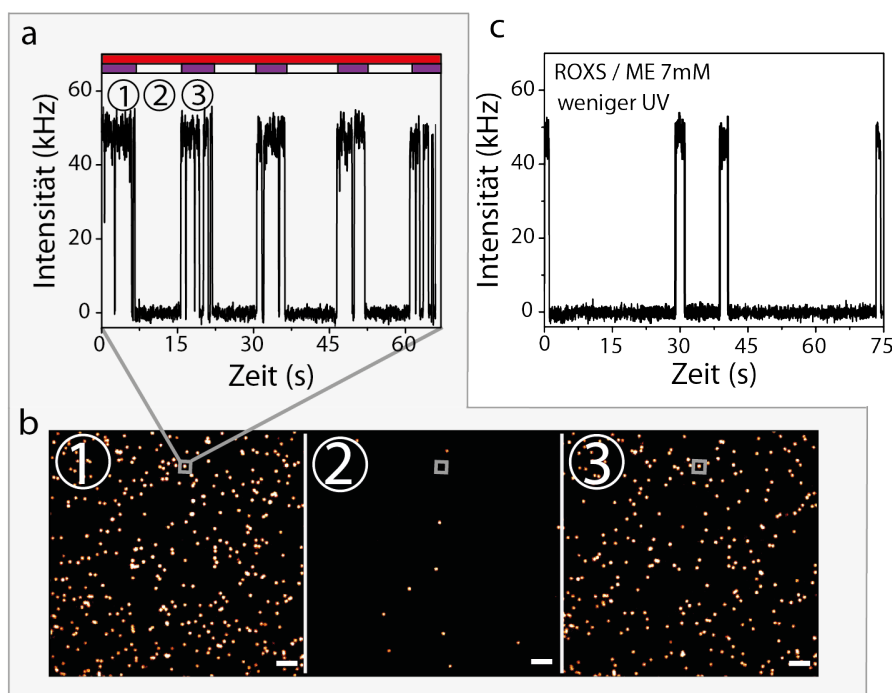 a
① ② ③
60
40
20
0
Intensität (kHz)
0 15 30 45 60
Zeit (s)
c
ROXS / ME 7mM
weniger UV
60
40
20
0
Intensität (kHz)
0 15 30 45 60 75
Zeit (s)
b
① ② ③